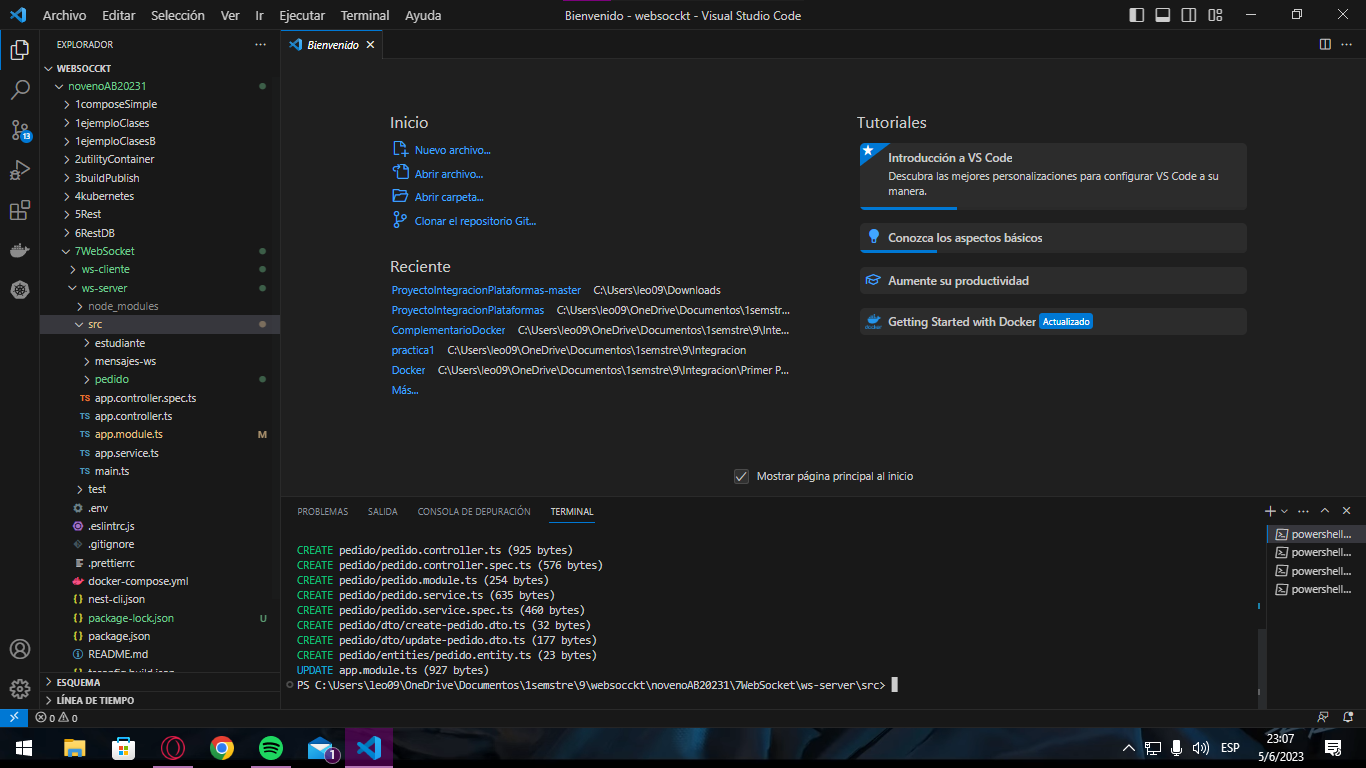 Archivo Editar Selección Ver Ir Ejecutar Terminal Ayuda
Bienvenido - websocckt - Visual Studio Code
EXPLORADOR
WEBSOCCKT
novenoAB20231
1composeSimple
1ejemploClases
1ejemploClasesB
2utilityContainer
3buildPublish
4kubernetes
5Rest
6RestDB
7WebSocket
ws-cliente
ws-server
node_modules
src
estudiante
mensajes-ws
pedido
TS app.controller.spec.ts
TS app.controller.ts
TS app.module.ts M
TS app.service.ts
TS main.ts
test
.env
.eslintrc.js
.gitignore
.prettierrc
docker-compose.yml
{} nest-cli.json
{} package-lock.json U
{} package.json
README.md
ESQUEMA
LÍNEA DE TIEMPO
13
Bienvenido
Inicio
Nuevo archivo...
Abrir archivo...
Abrir carpeta...
Clonar el repositorio Git...
Reciente
ProyectoIntegracionPlataformas-master C:\Users\leo09\Downloads
ProyectoIntegracionPlataformas C:\Users\leo09\OneDrive\Documentos\1semstr...
ComplementarioDocker C:\Users\leo09\OneDrive\Documentos\1semstre\9\Inte...
practica1 C:\Users\leo09\OneDrive\Documentos\1semstre\9\Integracion
Docker C:\Users\leo09\OneDrive\Documentos\1semstre\9\Integracion\Primer P...
Más...
Tutoriales
Introducción a VS Code
Descubra las mejores personalizaciones para configurar VS Code a su
manera.
Conozca los aspectos básicos
Aumente su productividad
docker Getting Started with Docker Actualizado
Mostrar página principal al inicio
PROBLEMAS SALIDA CONSOLA DE DEPURACIÓN TERMINAL
CREATE pedido/pedido.controller.ts (925 bytes)
CREATE pedido/pedido.controller.spec.ts (576 bytes)
CREATE pedido/pedido.module.ts (254 bytes)
CREATE pedido/pedido.service.ts (635 bytes)
CREATE pedido/pedido.service.spec.ts (460 bytes)
CREATE pedido/dto/create-pedido.dto.ts (32 bytes)
CREATE pedido/dto/update-pedido.dto.ts (177 bytes)
CREATE pedido/entities/pedido.entity.ts (23 bytes)
UPDATE app.module.ts (927 bytes)
PS C:\Users\leo09\OneDrive\Documentos\1semstre\9\websocckt\novenoAB20231\7WebSocket\ws-server\src>
powershell...
powershell...
powershell...
powershell...
0 0
1
ESP
23:07
5/6/2023